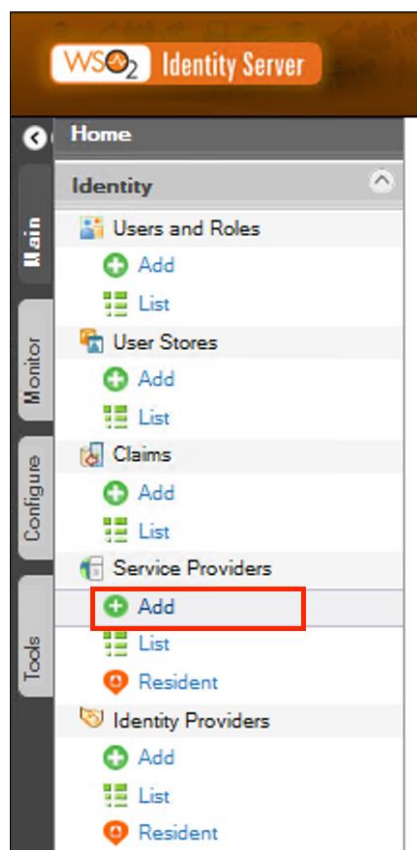 WSO2 Identity Server
Home
Identity
Main
Users and Roles
Add
List
Monitor
User Stores
Add
List
Configure
Claims
Add
List
Service Providers
Add
Tools
List
Resident
Identity Providers
Add
List
Resident